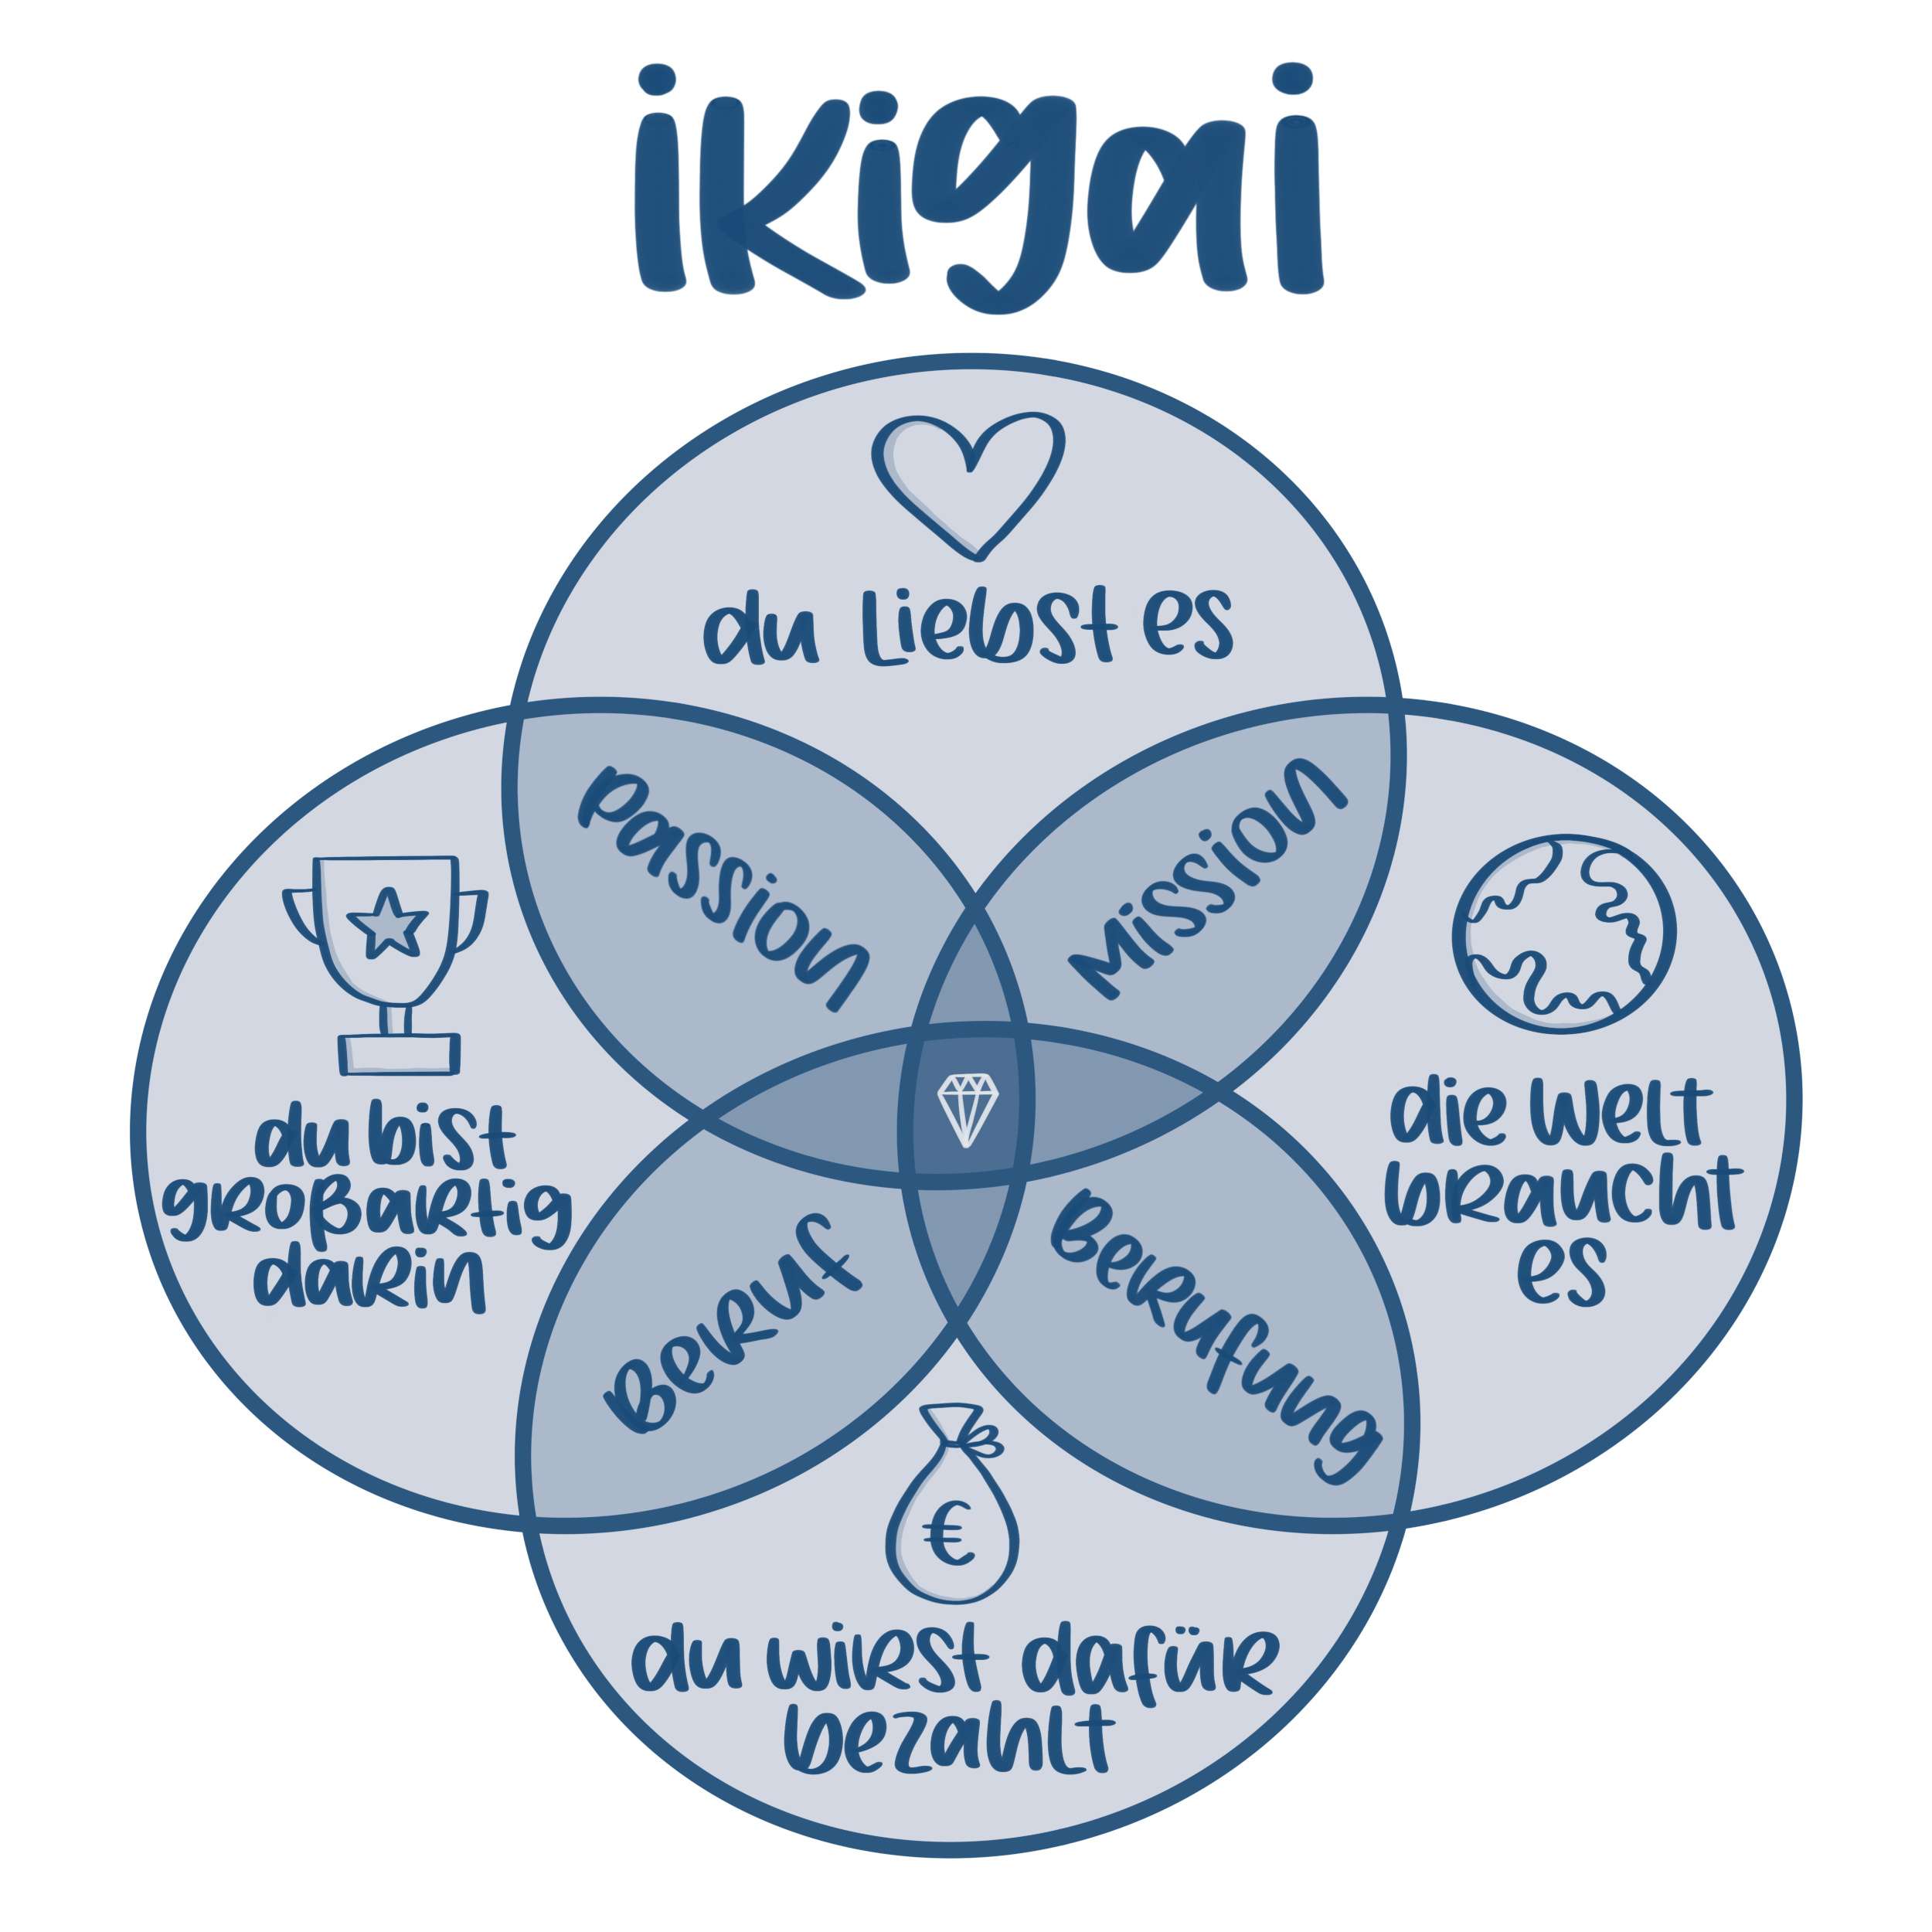 ikigai
du liebst es
Passion
Mission
du bist
großartig
darin
die Welt
braucht
es
Beruf
Berufung
€
du wirst dafür
bezahlt